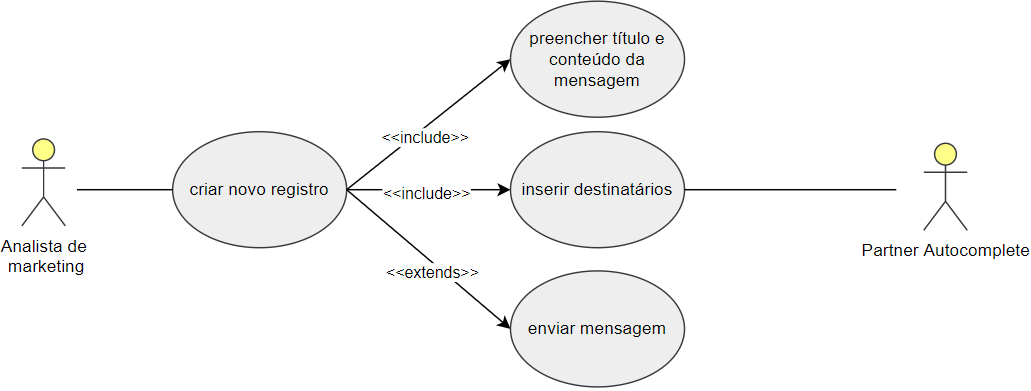 preencher título e
conteúdo da
mensagem
<<include>>
criar novo registro
<<include>>
inserir destinatários
Analista de
marketing
Partner Autocomplete
<<extends>>
enviar mensagem